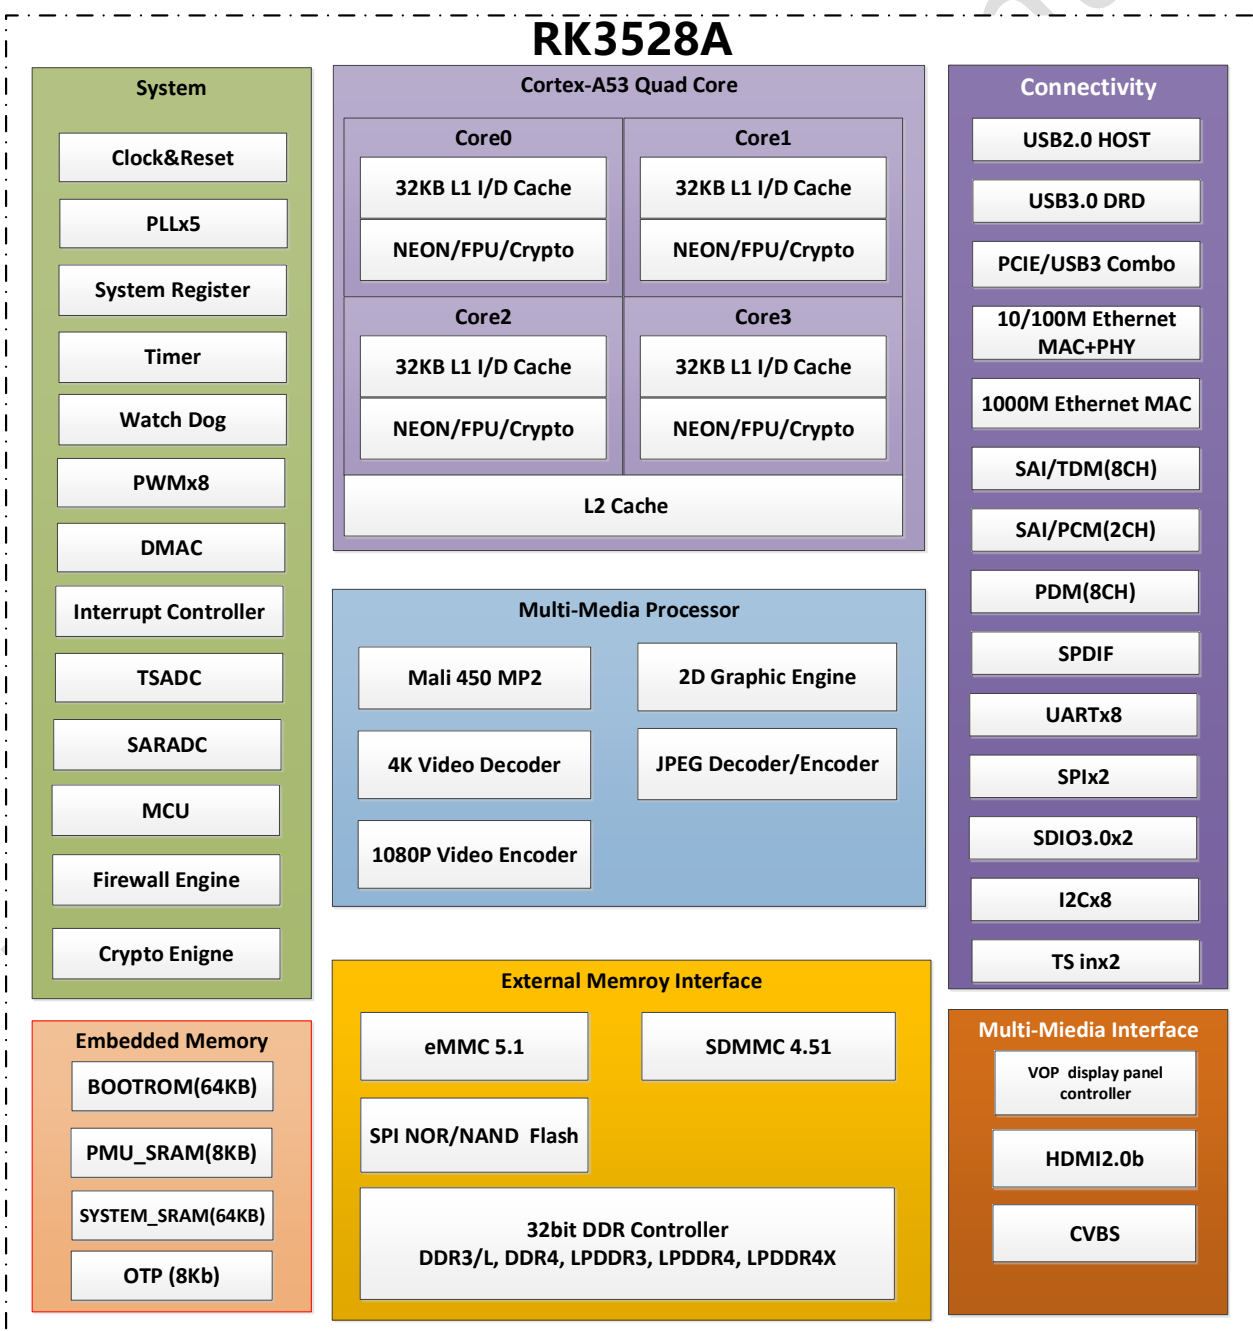 RK3528A
System
Clock&Reset
PLLx5
System Register
Timer
Watch Dog
PWMx8
DMAC
Interrupt Controller
TSADC
SARADC
MCU
Firewall Engine
Crypto Enigne
Embedded Memory
BOOTROM(64KB)
PMU_SRAM(8KB)
SYSTEM_SRAM(64KB)
OTP (8Kb)
Cortex-A53 Quad Core
Core0
32KB L1 I/D Cache
NEON/FPU/Crypto
Core1
32KB L1 I/D Cache
NEON/FPU/Crypto
Core2
32KB L1 I/D Cache
NEON/FPU/Crypto
Core3
32KB L1 I/D Cache
NEON/FPU/Crypto
L2 Cache
Multi-Media Processor
Mali 450 MP2
2D Graphic Engine
4K Video Decoder
JPEG Decoder/Encoder
1080P Video Encoder
External Memroy Interface
eMMC 5.1
SDMMC 4.51
SPI NOR/NAND Flash
32bit DDR Controller
DDR3/L, DDR4, LPDDR3, LPDDR4, LPDDR4X
Connectivity
USB2.0 HOST
USB3.0 DRD
PCIE/USB3 Combo
10/100M Ethernet
MAC+PHY
1000M Ethernet MAC
SAI/TDM(8CH)
SAI/PCM(2CH)
PDM(8CH)
SPDIF
UARTx8
SPIx2
SDIO3.0x2
I2Cx8
TS inx2
Multi-Miedia Interface
VOP display panel
controller
HDMI2.0b
CVBS